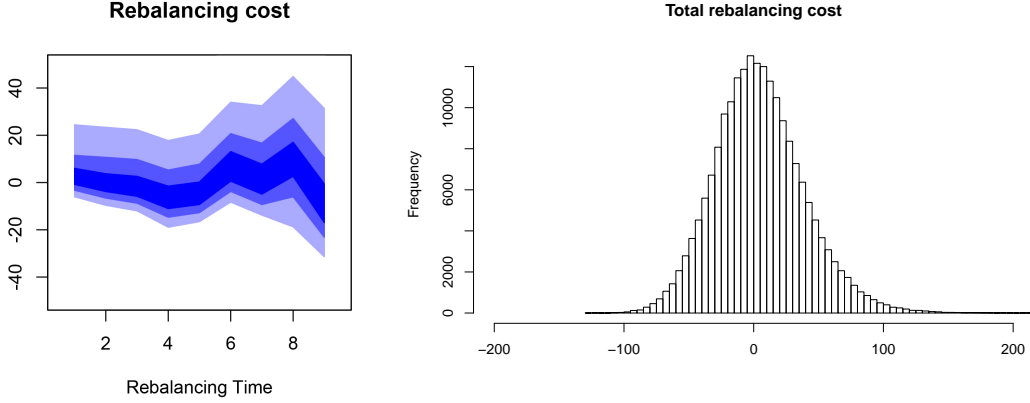 Rebalancing cost
40
20
0
−20
−40
2 4 6 8
Rebalancing Time
Total rebalancing cost
Frequency
10000
6000
2000
0
−200 −100 0 100 200